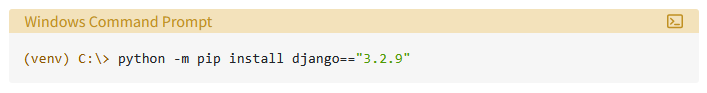 Windows Command Prompt
(venv) C:\> python -m pip install django=="3.2.9"